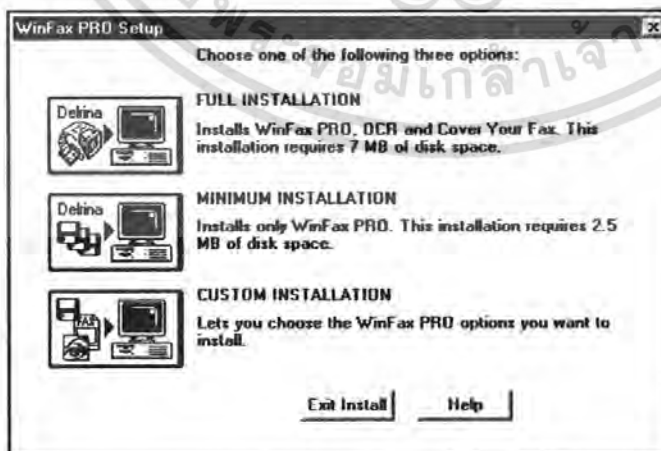 WinFax PRO Setup
Choose one of the following three options:
Delrina
FULL INSTALLATION
Installs WinFax PRO, OCR and Cover Your Fax. This
installation requires 7 MB of disk space.
Delrina
MINIMUM INSTALLATION
Installs only WinFax PRO. This installation requires 2.5
MB of disk space.
FAX
CUSTOM INSTALLATION
Lets you choose the WinFax PRO options you want to
install.
Exit Install
Help